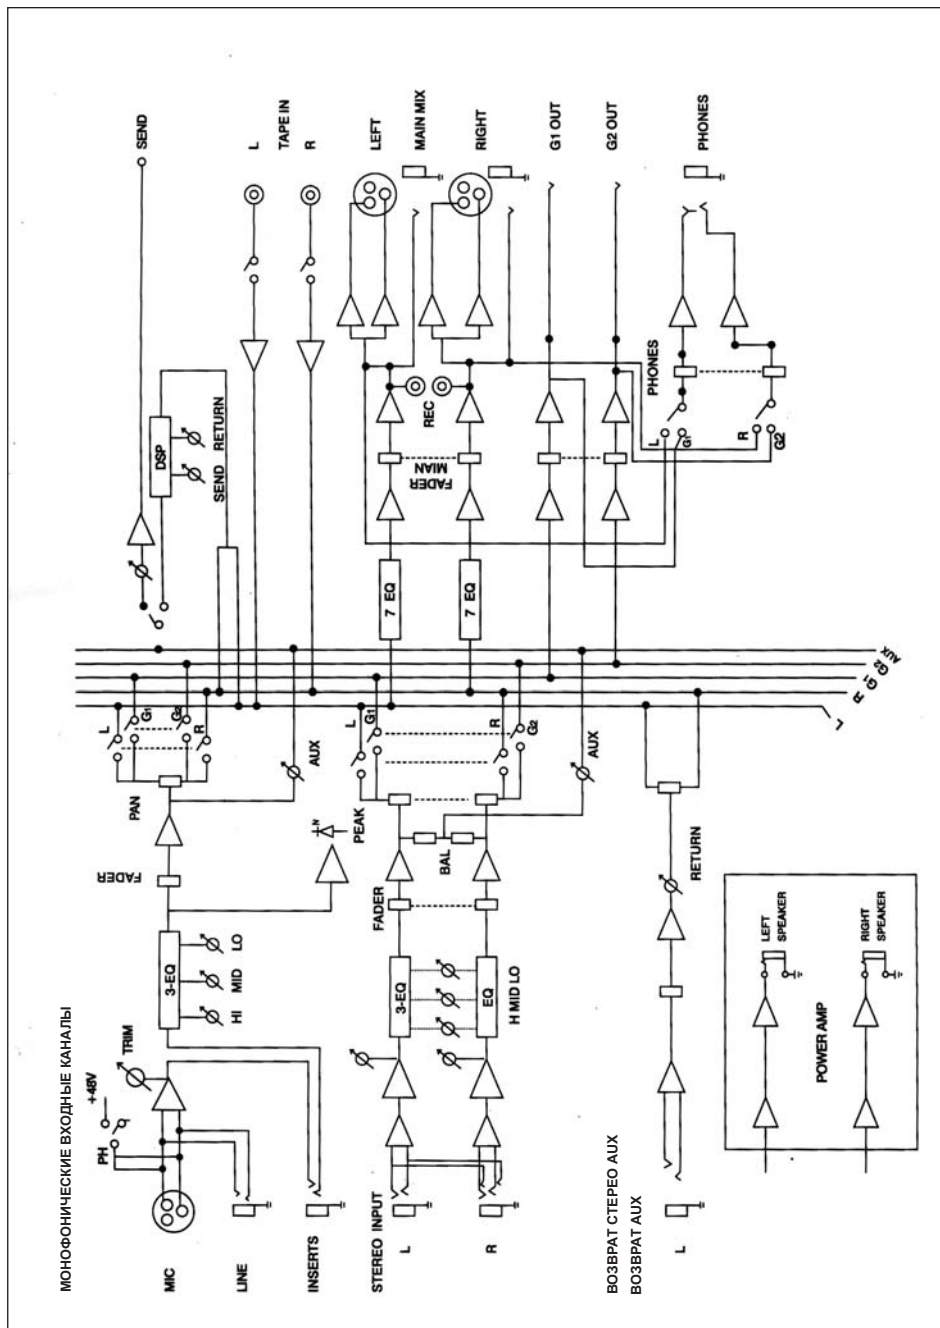 МОНОФОНИЧЕСКИЕ ВХОДНЫЕ КАНАЛЫ
MIC
PH
+48V
TRIM
LINE
INSERTS
3-EQ
HI
MID
LO
FADER
PEAK
N
PAN
L
G1
G2
R
AUX
SEND
DSP
SEND
RETURN
L
TAPE IN
R
STEREO INPUT
L
R
3-EQ
EQ
H MID LO
FADER
BAL
L
G1
R
G2
AUX
L
R
G1
G2
AUX
7 EQ
7 EQ
FADER
MIAN
REC
LEFT
MAIN MIX
RIGHT
G1 OUT
G2 OUT
PHONES
L
G1
R
G2
PHONES
ВОЗВРАТ СТЕРЕО AUX
ВОЗВРАТ AUX
L
RETURN
POWER AMP
LEFT
SPEAKER
RIGHT
SPEAKER